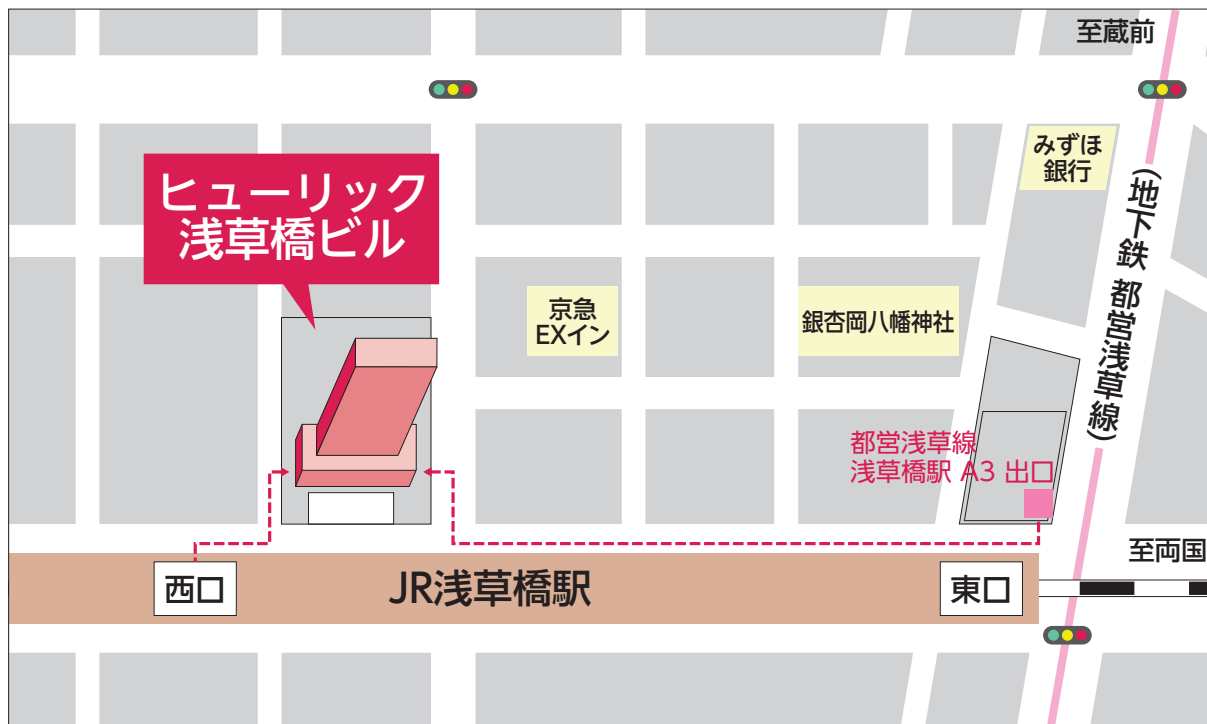 至蔵前
みずほ
銀行
ヒューリック
浅草橋ビル
(地下鉄 都営浅草線)
京急
EXイン
銀杏岡八幡神社
都営浅草線
浅草橋駅 A3 出口
至両国
西口
JR浅草橋駅
東口